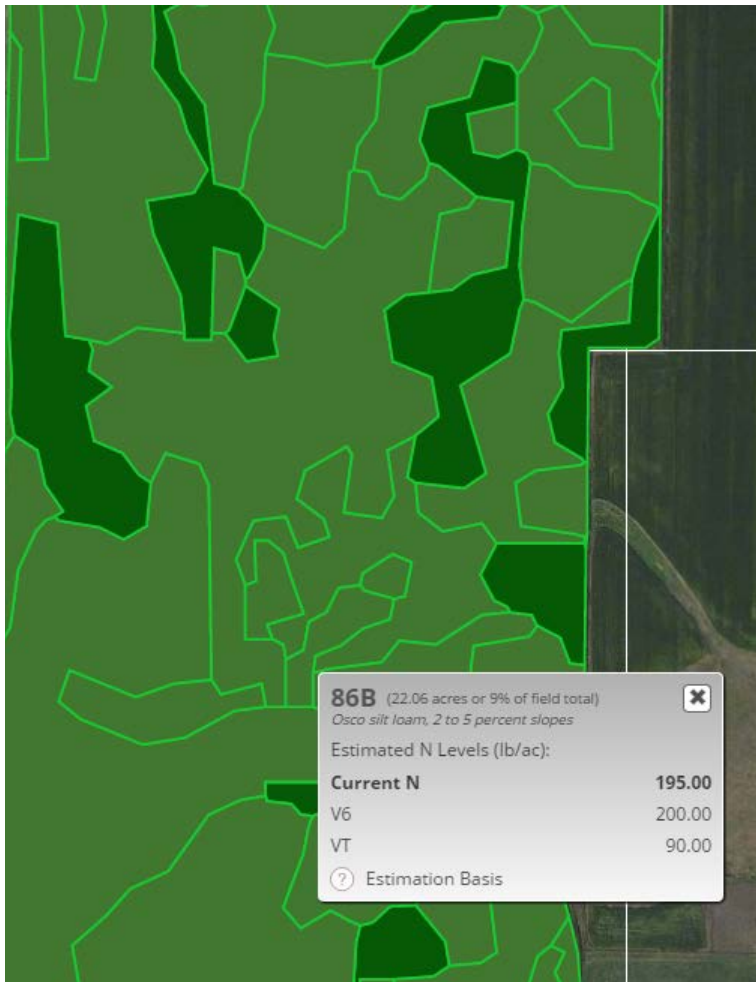 86B (22.06 acres or 9% of field total)
Osco silt loam, 2 to 5 percent slopes
Estimated N Levels (lb/ac):
Current N 195.00
V6 200.00
VT 90.00
? Estimation Basis